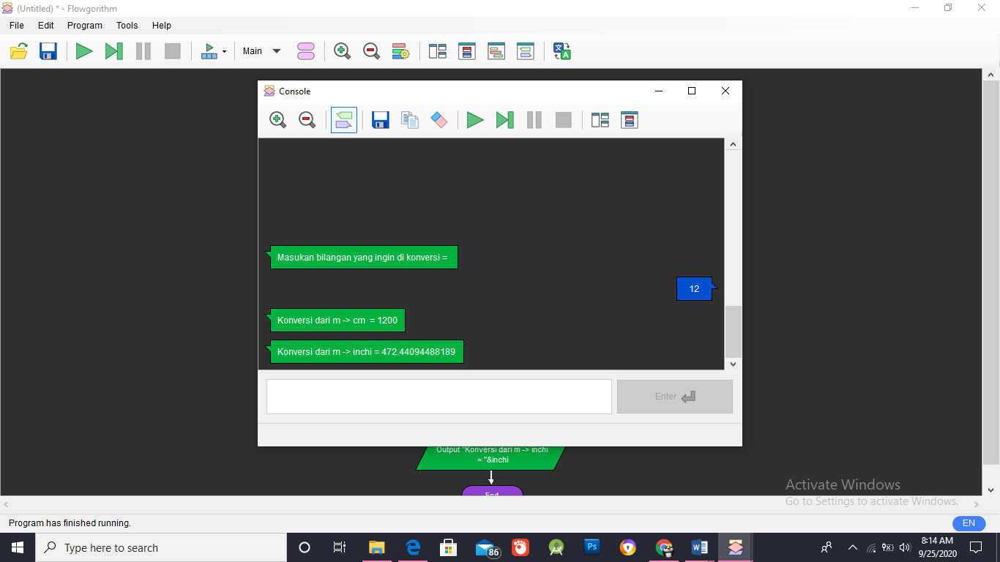 (Untitled) * - Flowgorithm
File Edit Program Tools Help
Main
Console
Masukan bilangan yang ingin di konversi =
12
Konversi dari m -> cm  = 1200
Konversi dari m -> inchi = 472.44094488189
Enter
Output "Konversi dari m -> inchi
= "&inchi
End
Activate Windows
Go to Settings to activate Windows.
Program has finished running.
EN
Type here to search
86
Ps
8:14 AM
9/25/2020